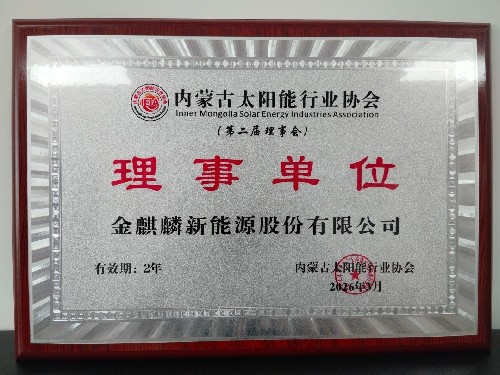 内蒙古太阳能行业协会
Inner Mongolia Solar Energy Industries Association
(第二届理事会)
理事单位
金麒麟新能源股份有限公司
有效期：2年
内蒙古太阳能行业协会
2026年3月